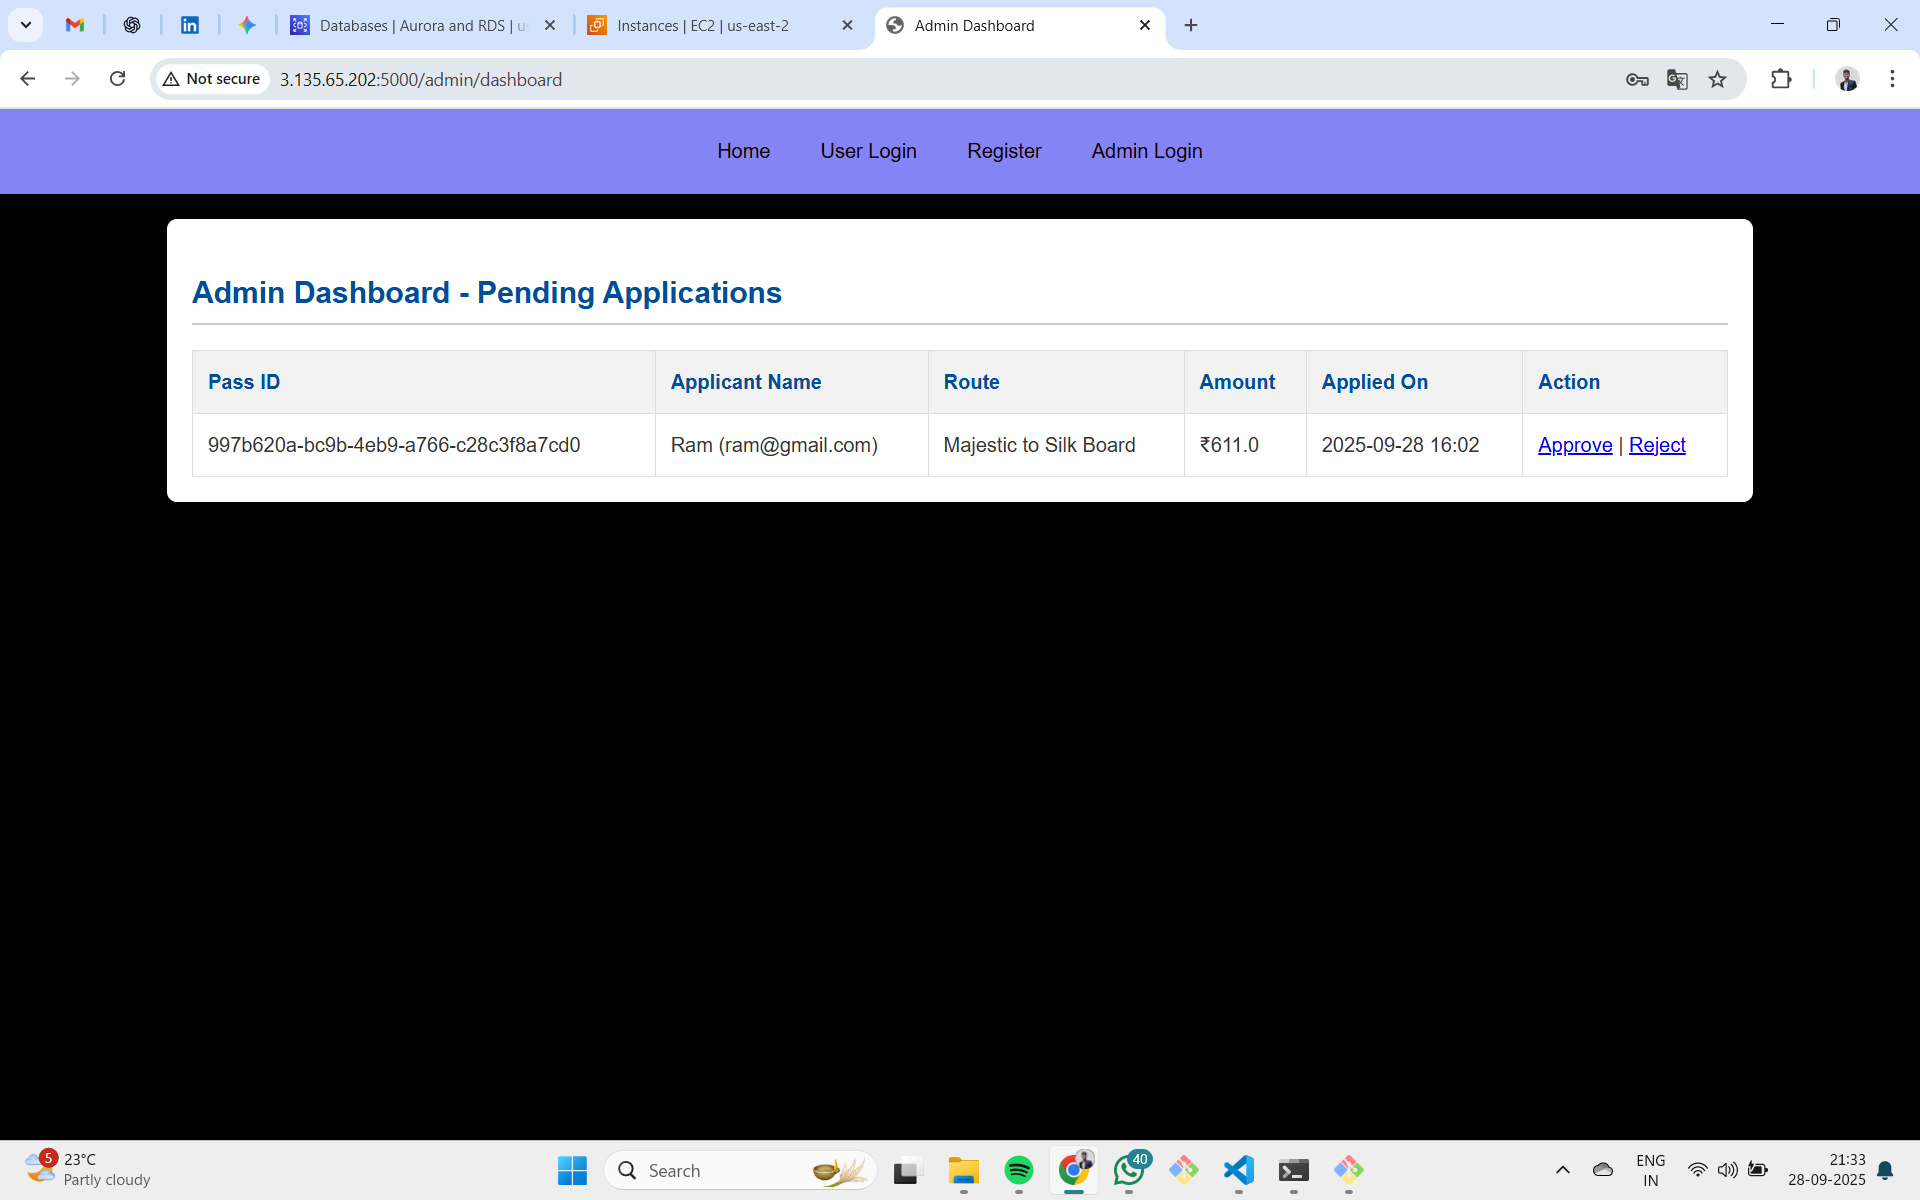 Databases | Aurora and RDS | us
Instances | EC2 | us-east-2
Admin Dashboard
Not secure
3.135.65.202:5000/admin/dashboard
Home User Login Register Admin Login
Admin Dashboard - Pending Applications
Pass ID Applicant Name Route Amount Applied On Action
997b620a-bc9b-4eb9-a766-c28c3f8a7cd0 Ram (ram@gmail.com) Majestic to Silk Board ₹611.0 2025-09-28 16:02 Approve | Reject
5
23°C
Partly cloudy
Search
40
ENG
IN
21:33
28-09-2025